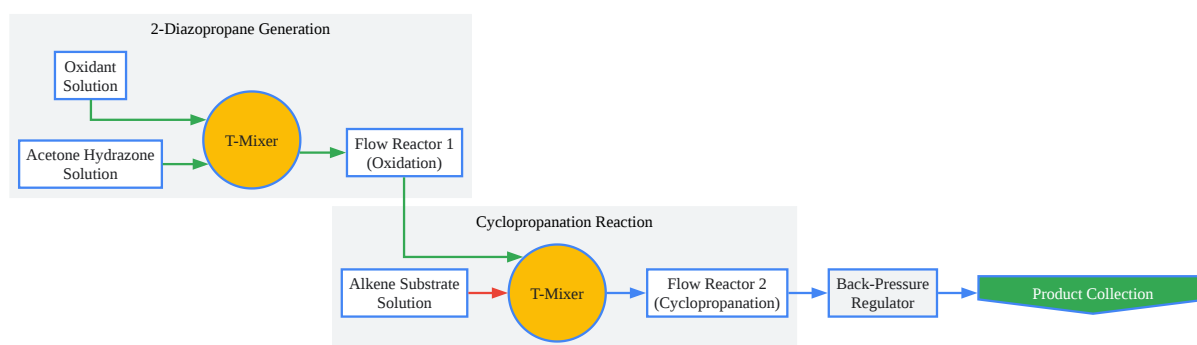 2-Diazopropane Generation
Oxidant
Solution
T-Mixer
Acetone Hydrazone
Solution
Flow Reactor 1
(Oxidation)
Cyclopropanation Reaction
Alkene Substrate
Solution
T-Mixer
Flow Reactor 2
(Cyclopropanation)
Back-Pressure
Regulator
Product Collection